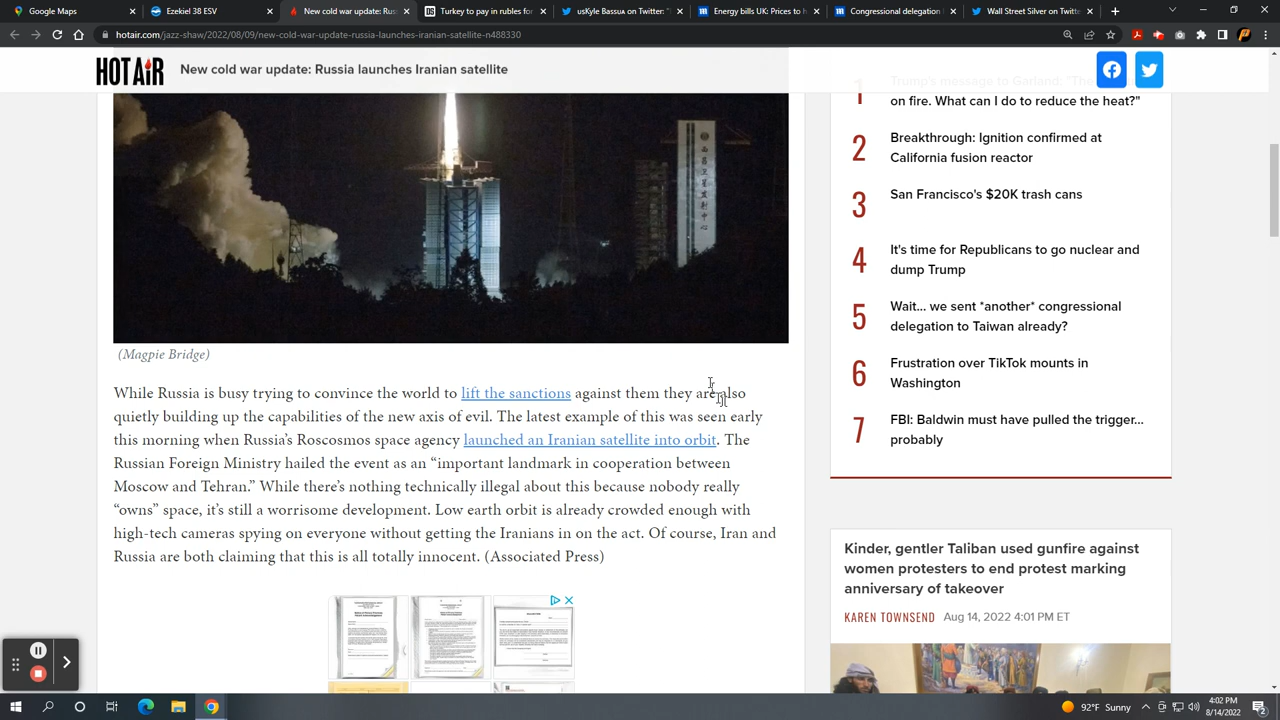 Google Maps
Ezekiel 38 ESV
New cold war update: Rus
Turkey to pay in rubles for
usKyle Bassua on Twitter: "
Energy bills UK: The latest
Congressional delegation
Wall Street Silver on Twitt
hotair.com/jazz-shaw/2022/08/09/new-cold-war-update-russia-launches-iranian-satellite-n488330
HOT AIR
New cold war update: Russia launches Iranian satellite
(Magpie Bridge)
While Russia is busy trying to convince the world to lift the sanctions against them they are also
quietly building up the capabilities of the new axis of evil. The latest example of this was seen early
this morning when Russia's Roscosmos space agency launched an Iranian satellite into orbit. The
Russian Foreign Ministry hailed the event as an “important landmark in cooperation between
Moscow and Tehran.” While there's nothing technically illegal about this because nobody really
“owns” space, it's still a worrisome development. Low earth orbit is already crowded enough with
high-tech cameras spying on everyone without getting the Iranians in on the act. Of course, Iran and
Russia are both claiming that this is all totally innocent. (Associated Press)
1
Trump's message to Garland: "The
on fire. What can I do to reduce the heat?"
2
Breakthrough: Ignition confirmed at
California fusion reactor
3
San Francisco's $20K trash cans
4
It's time for Republicans to go nuclear and
dump Trump
5
Wait... we sent *another* congressional
delegation to Taiwan already?
6
Frustration over TikTok mounts in
Washington
7
FBI: Baldwin must have pulled the trigger...
probably
Kinder, gentler Taliban used gunfire against
women protesters to end protest marking
anniversary of takeover
KAREN TOWNSEND Aug 14, 2022 4:01 PM ET
92°F Sunny
4:02 PM
8/14/2022